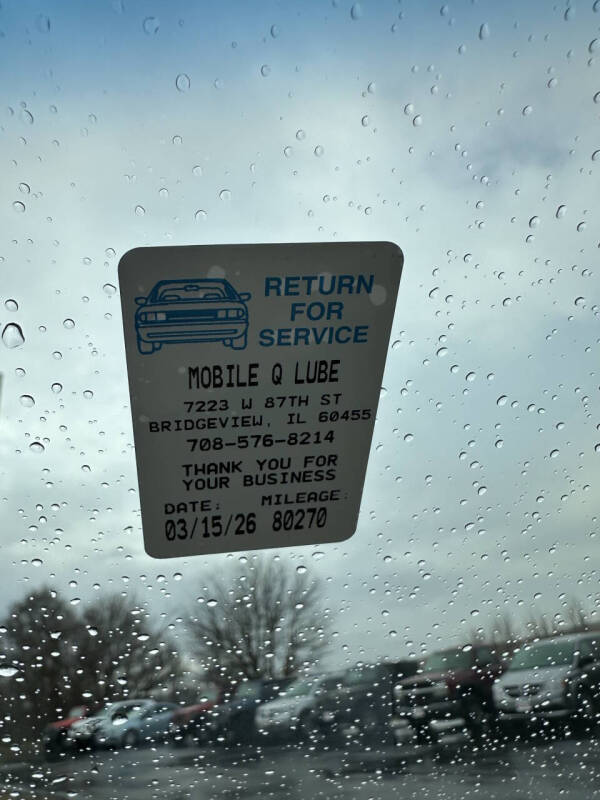 RETURN
FOR
SERVICE
MOBILE Q LUBE
7223 W 87TH ST
BRIDGEVIEW, IL 60455
708-576-8214
THANK YOU FOR
YOUR BUSINESS
DATE: MILEAGE:
03/15/26 80270